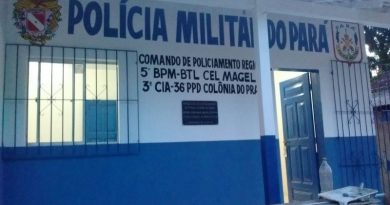 POLÍCIA MILITAR DO PARÁ
COMANDO DE POLICIAMENTO REGI
5º BPM-BTL CEL MAGEL
3ª CIA-36 PPD COLÔNIA DO PRA